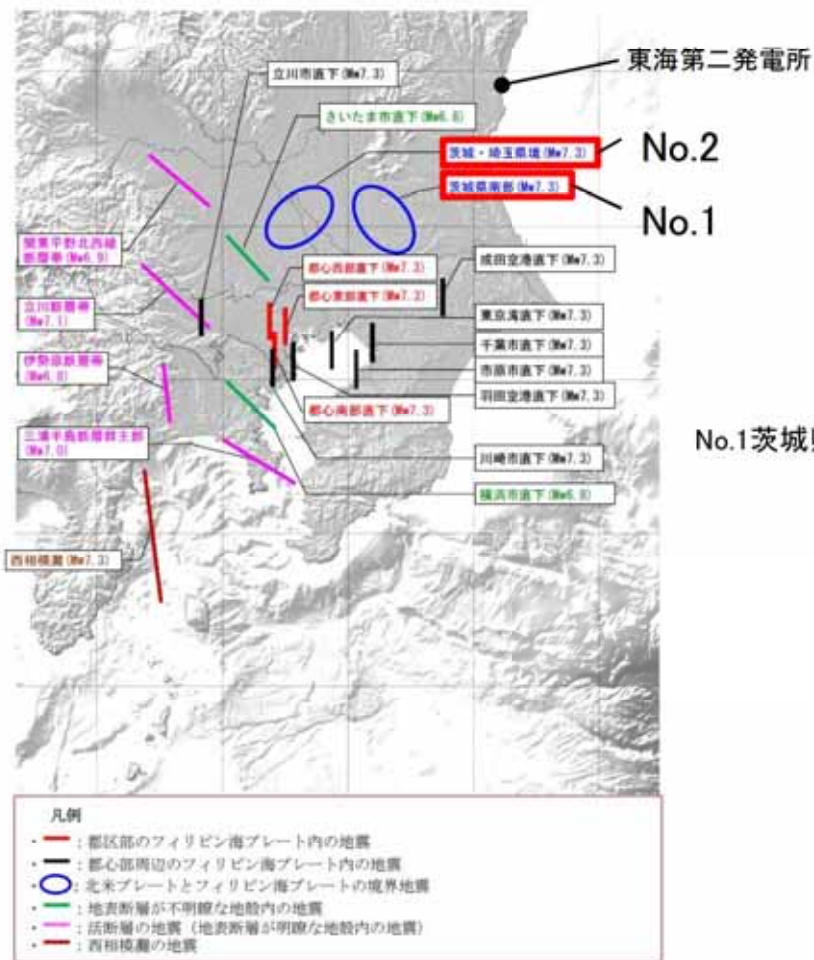 東海第二発電所
立川市直下(Mw7.3)
さいたま市直下(Mw6.8)
茨城・埼玉県境(Mw7.3)
No.2
茨城県南部(Mw7.3)
No.1
関東平野北西縁
断層帯(Mw6.9)
都心西部直下(Mw7.3)
成田空港直下(Mw7.3)
都心東部直下(Mw7.3)
立川断層帯
(Mw7.1)
東京湾直下(Mw7.3)
千葉市直下(Mw7.3)
伊勢原断層帯
(Mw6.8)
市原市直下(Mw7.3)
羽田空港直下(Mw7.3)
都心南部直下(Mw7.3)
三浦半島断層群主部
(Mw7.0)
川崎市直下(Mw7.3)
No.1茨城県
横浜市直下(Mw6.8)
西相模灘(Mw7.3)
凡例
・ : 都区部のフィリピン海プレート内の地震
・ : 都心部周辺のフィリピン海プレート内の地震
・ : 北米プレートとフィリピン海プレートの境界地震
・ : 地表断層が不明瞭な地殻内の地震
・ : 活断層の地震(地表断層が明瞭な地殻内の地震)
・ : 西相模灘の地震